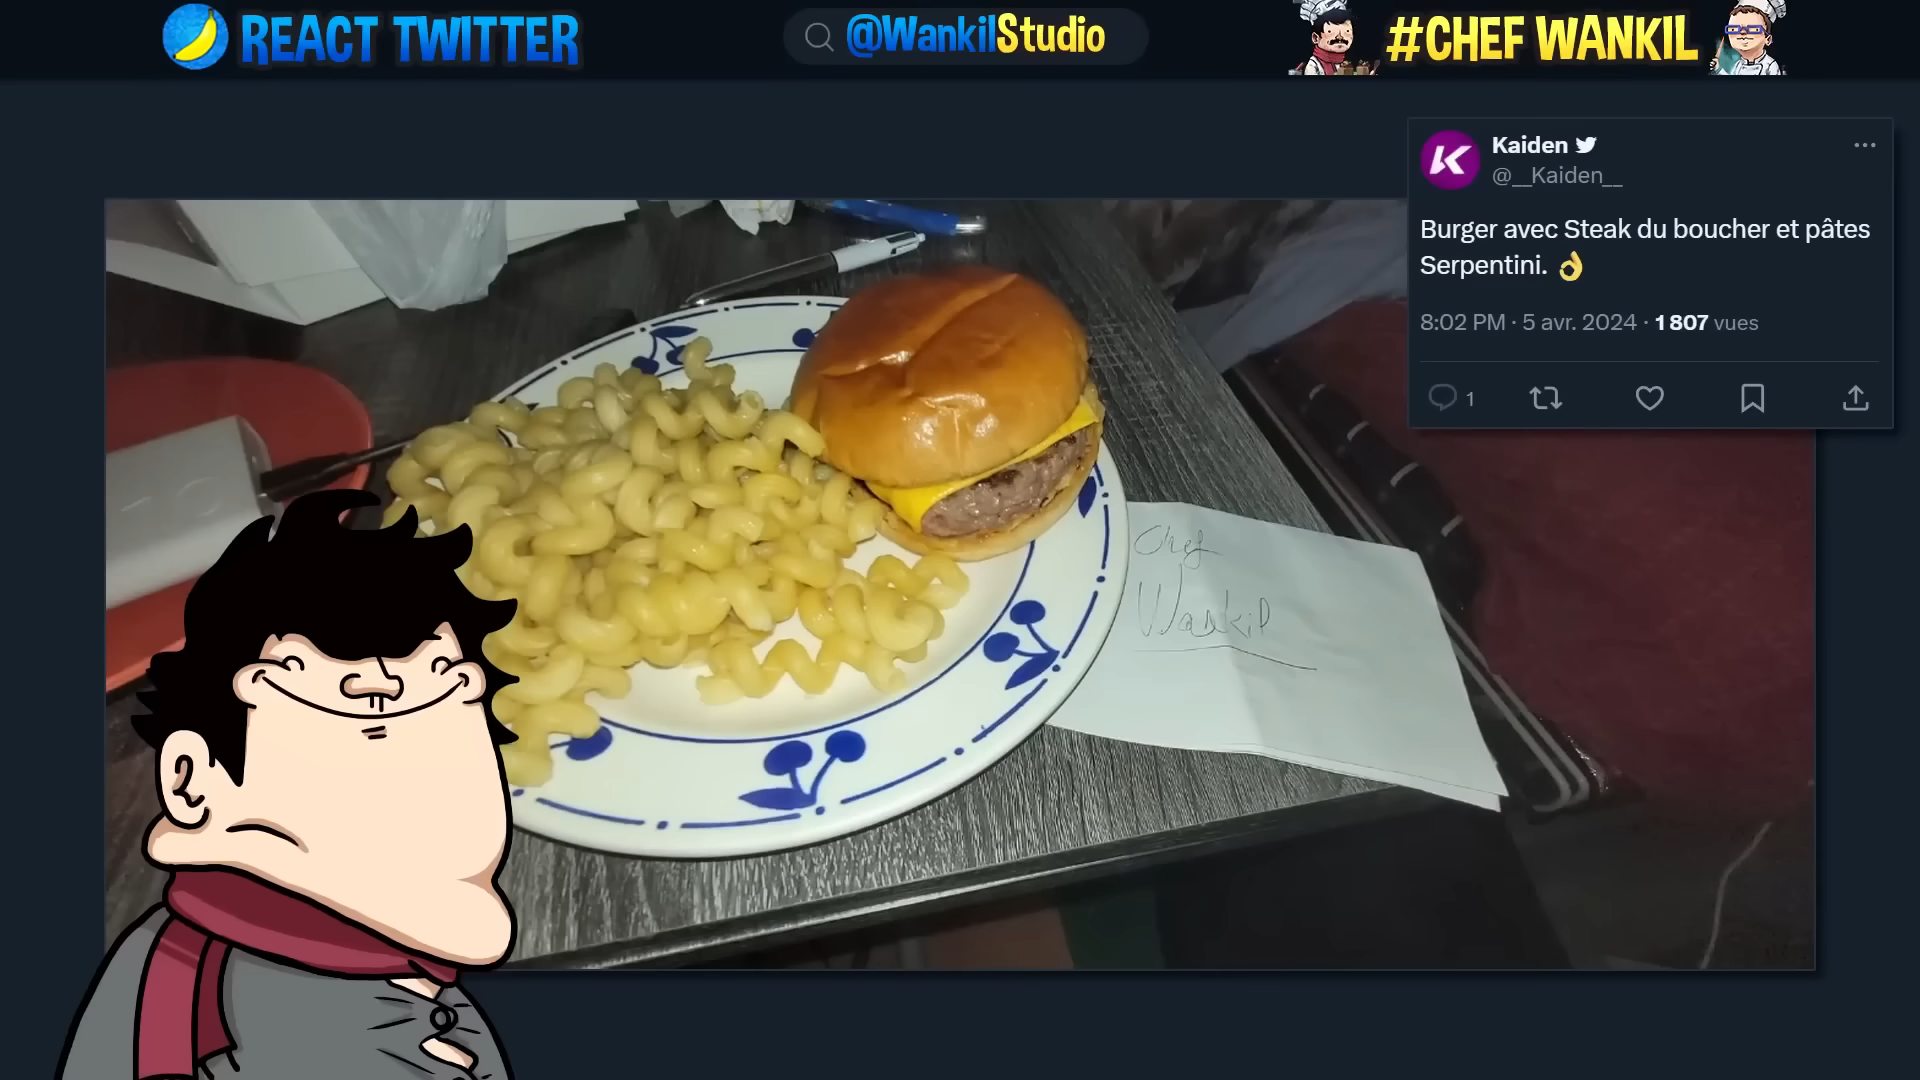 REACT TWITTER
@WankilStudio
#CHEF WANKIL
Kaiden
@__Kaiden__
Burger avec Steak du boucher et pâtes
Serpentini. 👌
8:02 PM · 5 avr. 2024 · 1 807 vues
1
Chef
Wankil